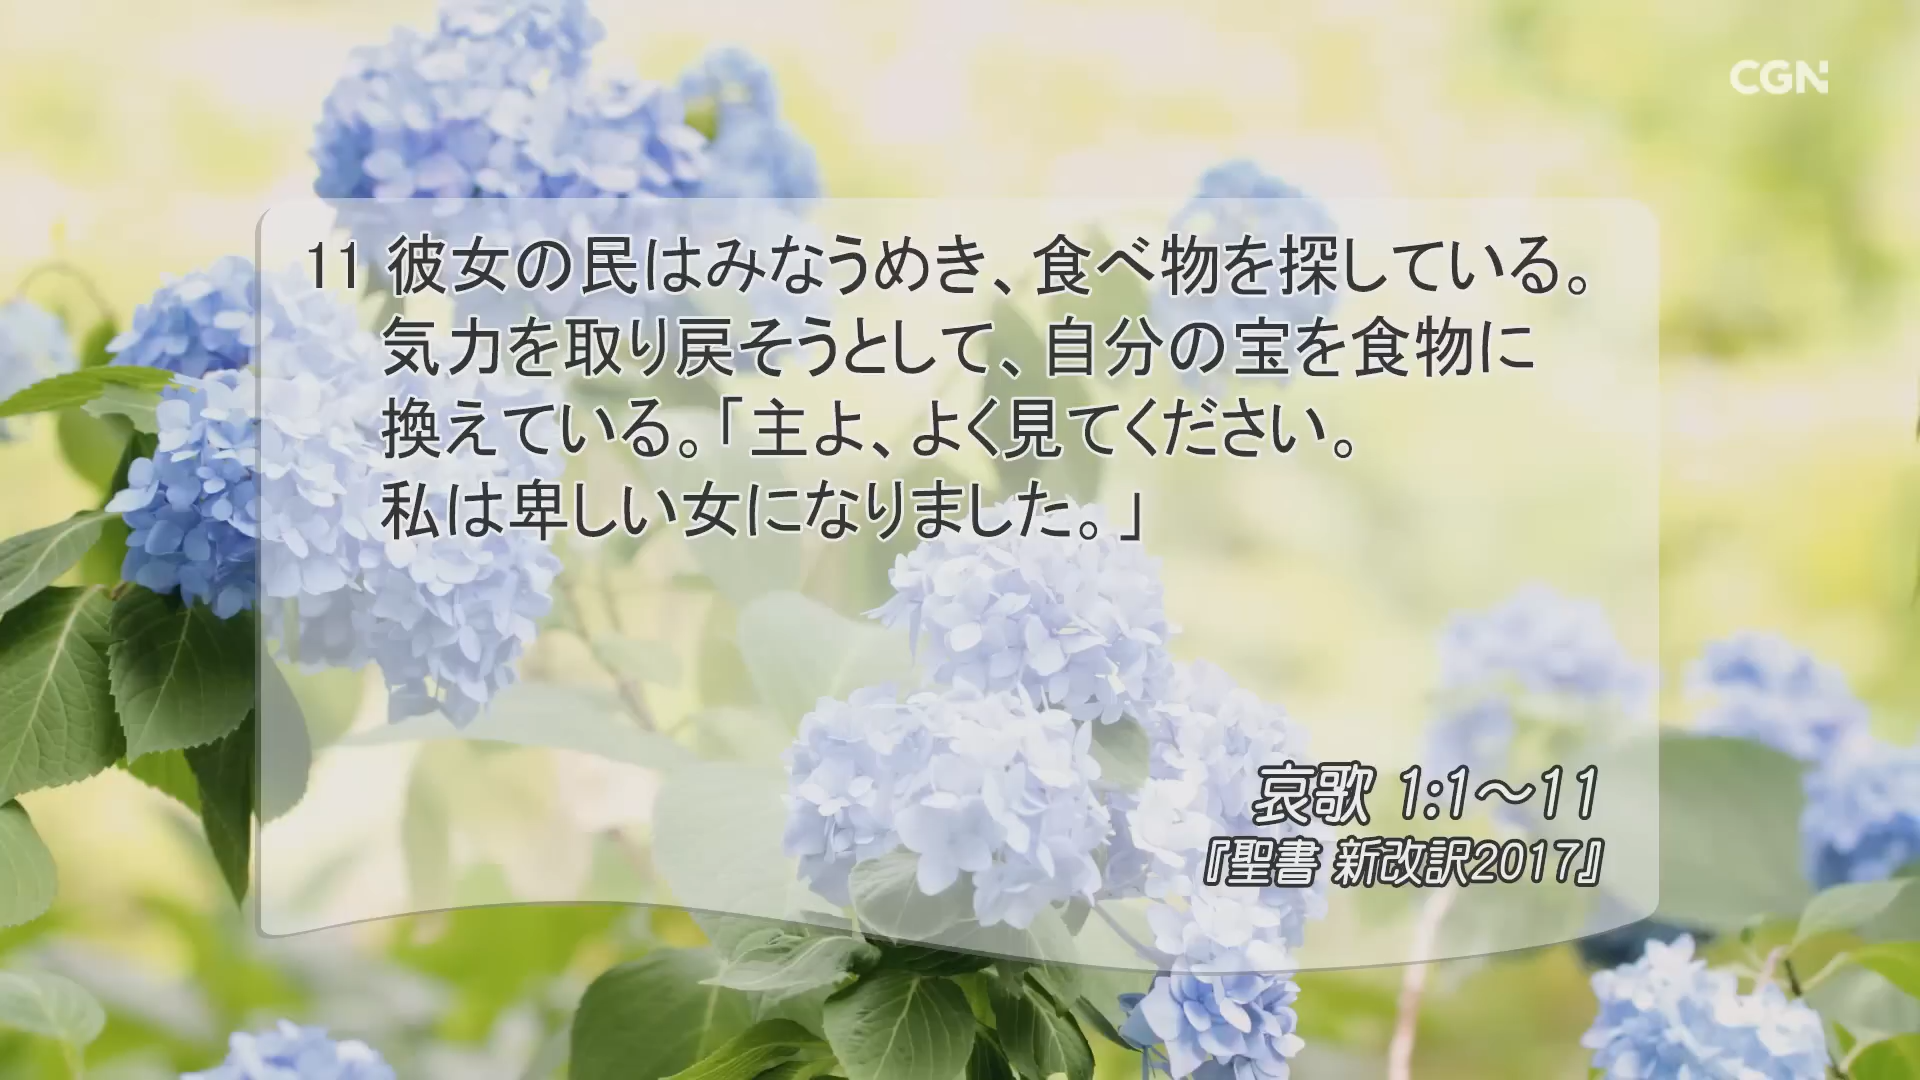 CGN
11 彼女の民はみなうめき、食べ物を探している。
気力を取り戻そうとして、自分の宝を食物に
換えている。「主よ、よく見てください。
私は卑しい女になりました。」
哀歌 1:1～11
『聖書 新改訳2017』